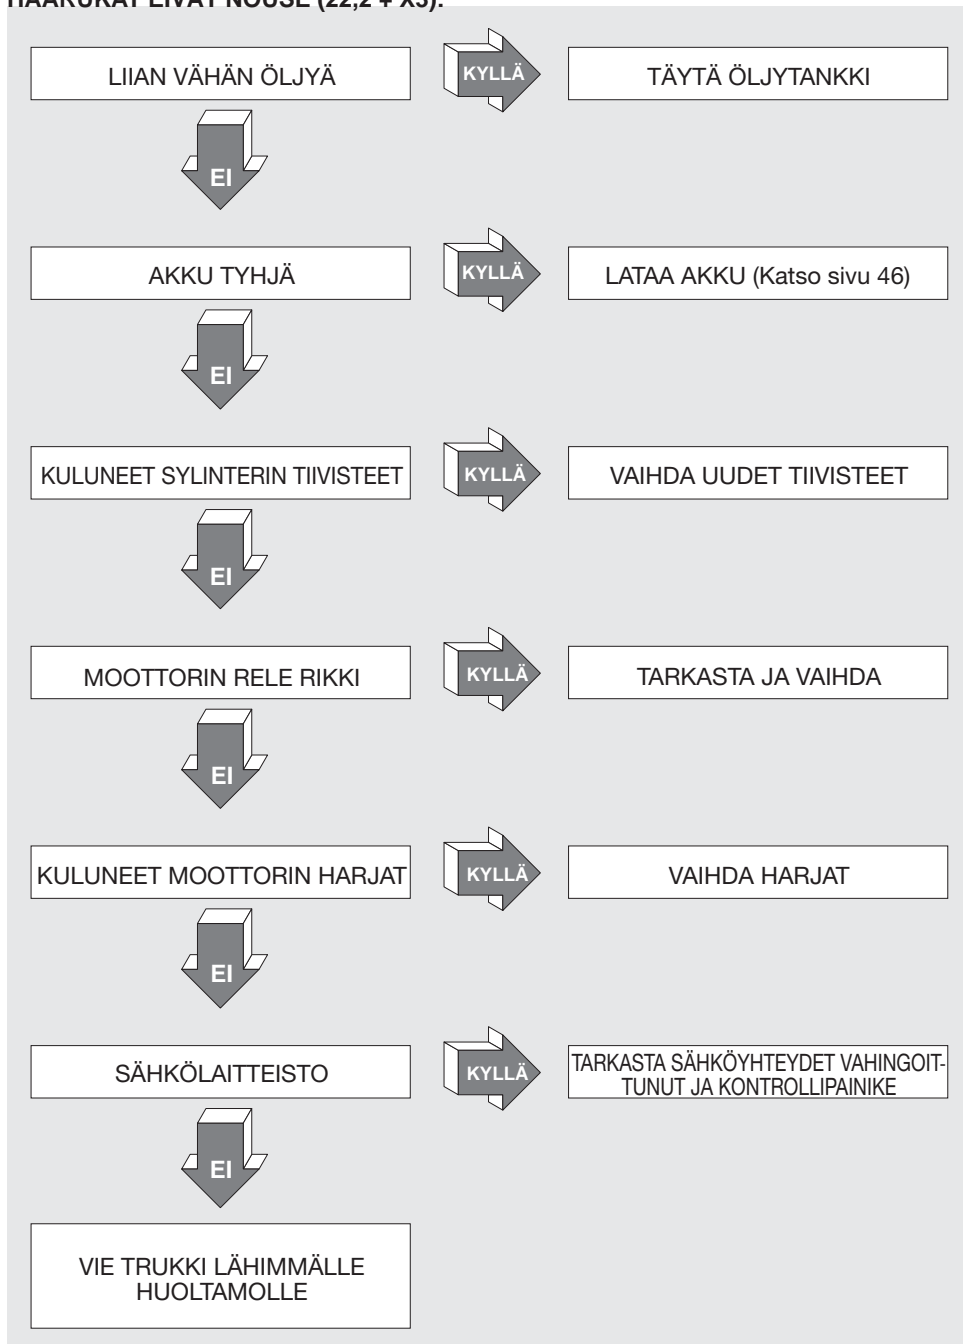 HAARUKAT EIVÄT NOUSE (22,2 + X3):
LIIAN VÄHÄN ÖLJYÄ
KYLLÄ
TÄYTÄ ÖLJYTANKKI
EI
AKKU TYHJÄ
KYLLÄ
LATAA AKKU (Katso sivu 46)
EI
KULUNEET SYLINTERIN TIIVISTEET
KYLLÄ
VAIHDA UUDET TIIVISTEET
EI
MOOTTORIN RELE RIKKI
KYLLÄ
TARKASTA JA VAIHDA
EI
KULUNEET MOOTTORIN HARJAT
KYLLÄ
VAIHDA HARJAT
EI
SÄHKÖLAITTEISTO
KYLLÄ
TARKASTA SÄHKÖYHTEYDET VAHINGOIT-
TUNUT JA KONTROLLIPAINIKE
EI
VIE TRUKKI LÄHIMMÄLLE
HUOLTAMOLLE